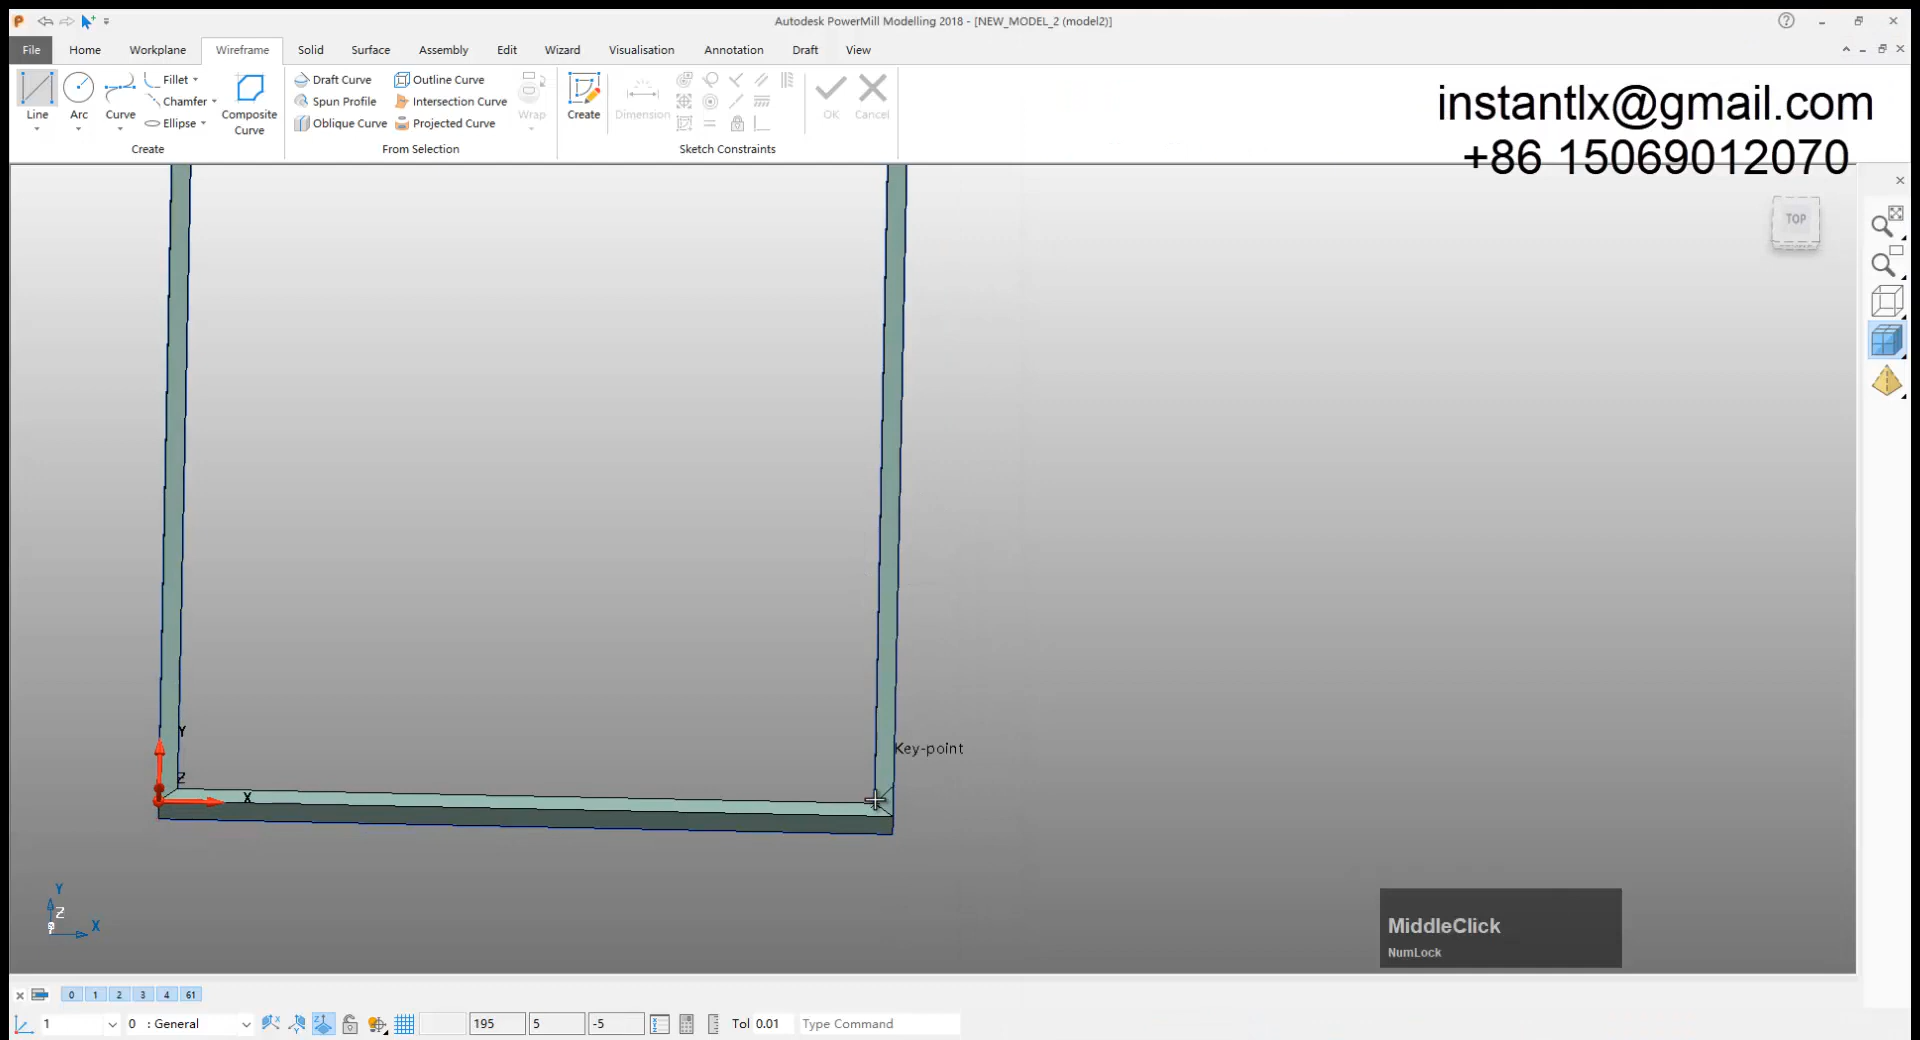 Autodesk PowerMill Modelling 2018 - [NEW_MODEL_2 (model2)]
File Home Workplane Wireframe Solid Surface Assembly Edit Wizard Visualisation Annotation Draft View
Line Arc Curve Fillet Chamfer Ellipse Composite Curve
Create
Draft Curve Outline Curve
Spun Profile Intersection Curve
Oblique Curve Projected Curve
Wrap
From Selection
Create Dimension OK Cancel
Sketch Constraints
instantlx@gmail.com
+86 15069012070
TOP
Y
Key-point
Z
X
Y
Z
X
MiddleClick
NumLock
0 1 2 3 4 61
1 0 : General 195 5 -5 Tol 0.01 Type Command